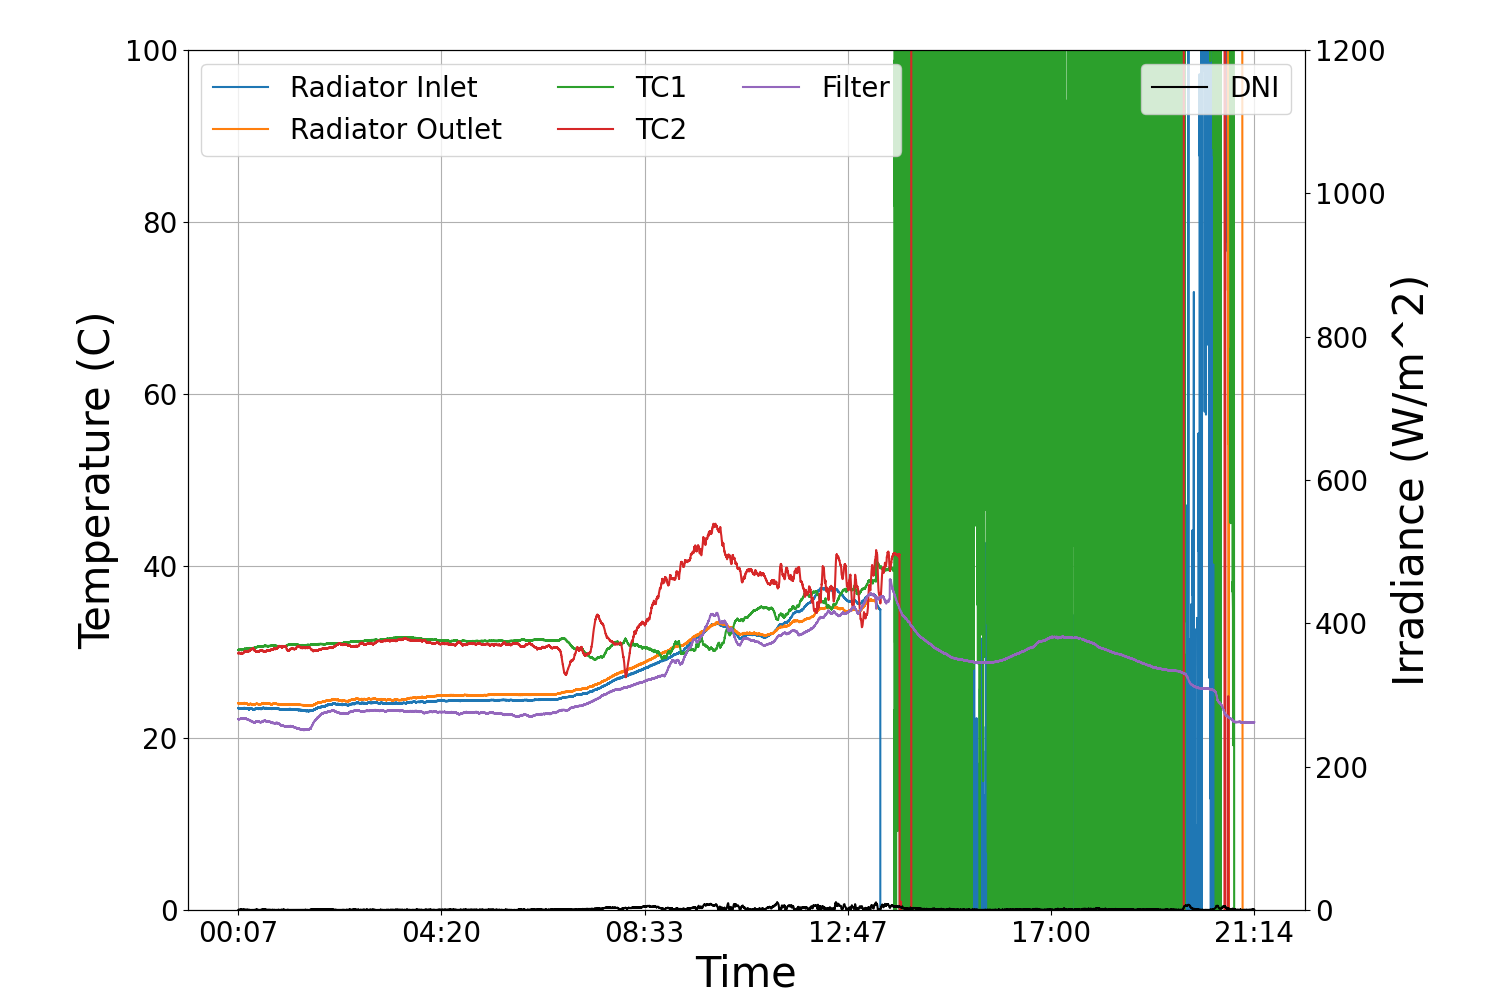 100
80
60
40
20
0
Temperature (C)
Radiator Inlet
Radiator Outlet
TC1
TC2
Filter
DNI
1200
1000
800
600
400
200
0
Irradiance (W/m^2)
00:07 04:20 08:33 12:47 17:00 21:14
Time